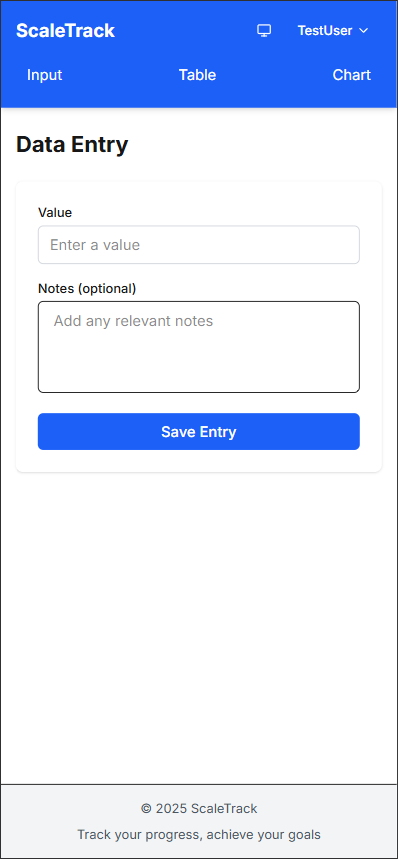 ScaleTrack
TestUser
Input Table Chart
Data Entry
Value
Enter a value
Notes (optional)
Add any relevant notes
Save Entry
© 2025 ScaleTrack
Track your progress, achieve your goals